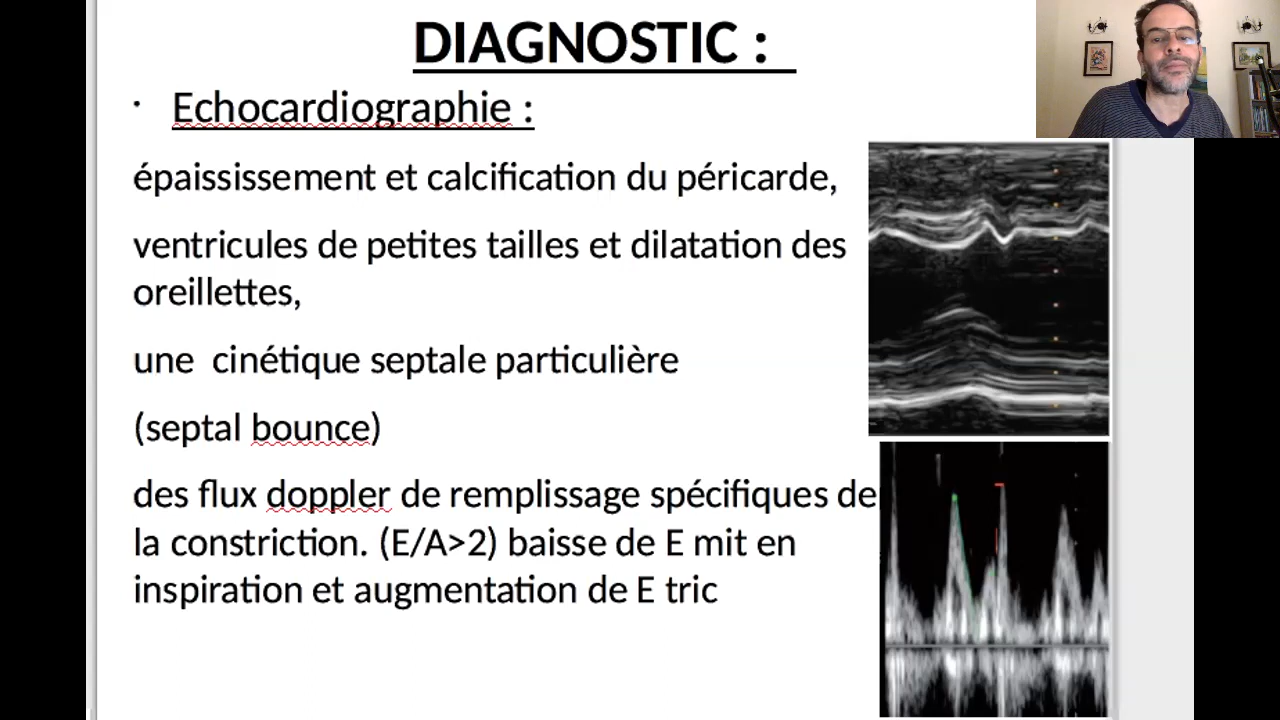 DIAGNOSTIC :
· Echocardiographie :
épaississement et calcification du péricarde,
ventricules de petites tailles et dilatation des
oreillettes,
une  cinétique septale particulière
(septal bounce)
des flux doppler de remplissage spécifiques de
la constriction. (E/A>2) baisse de E mit en
inspiration et augmentation de E tric